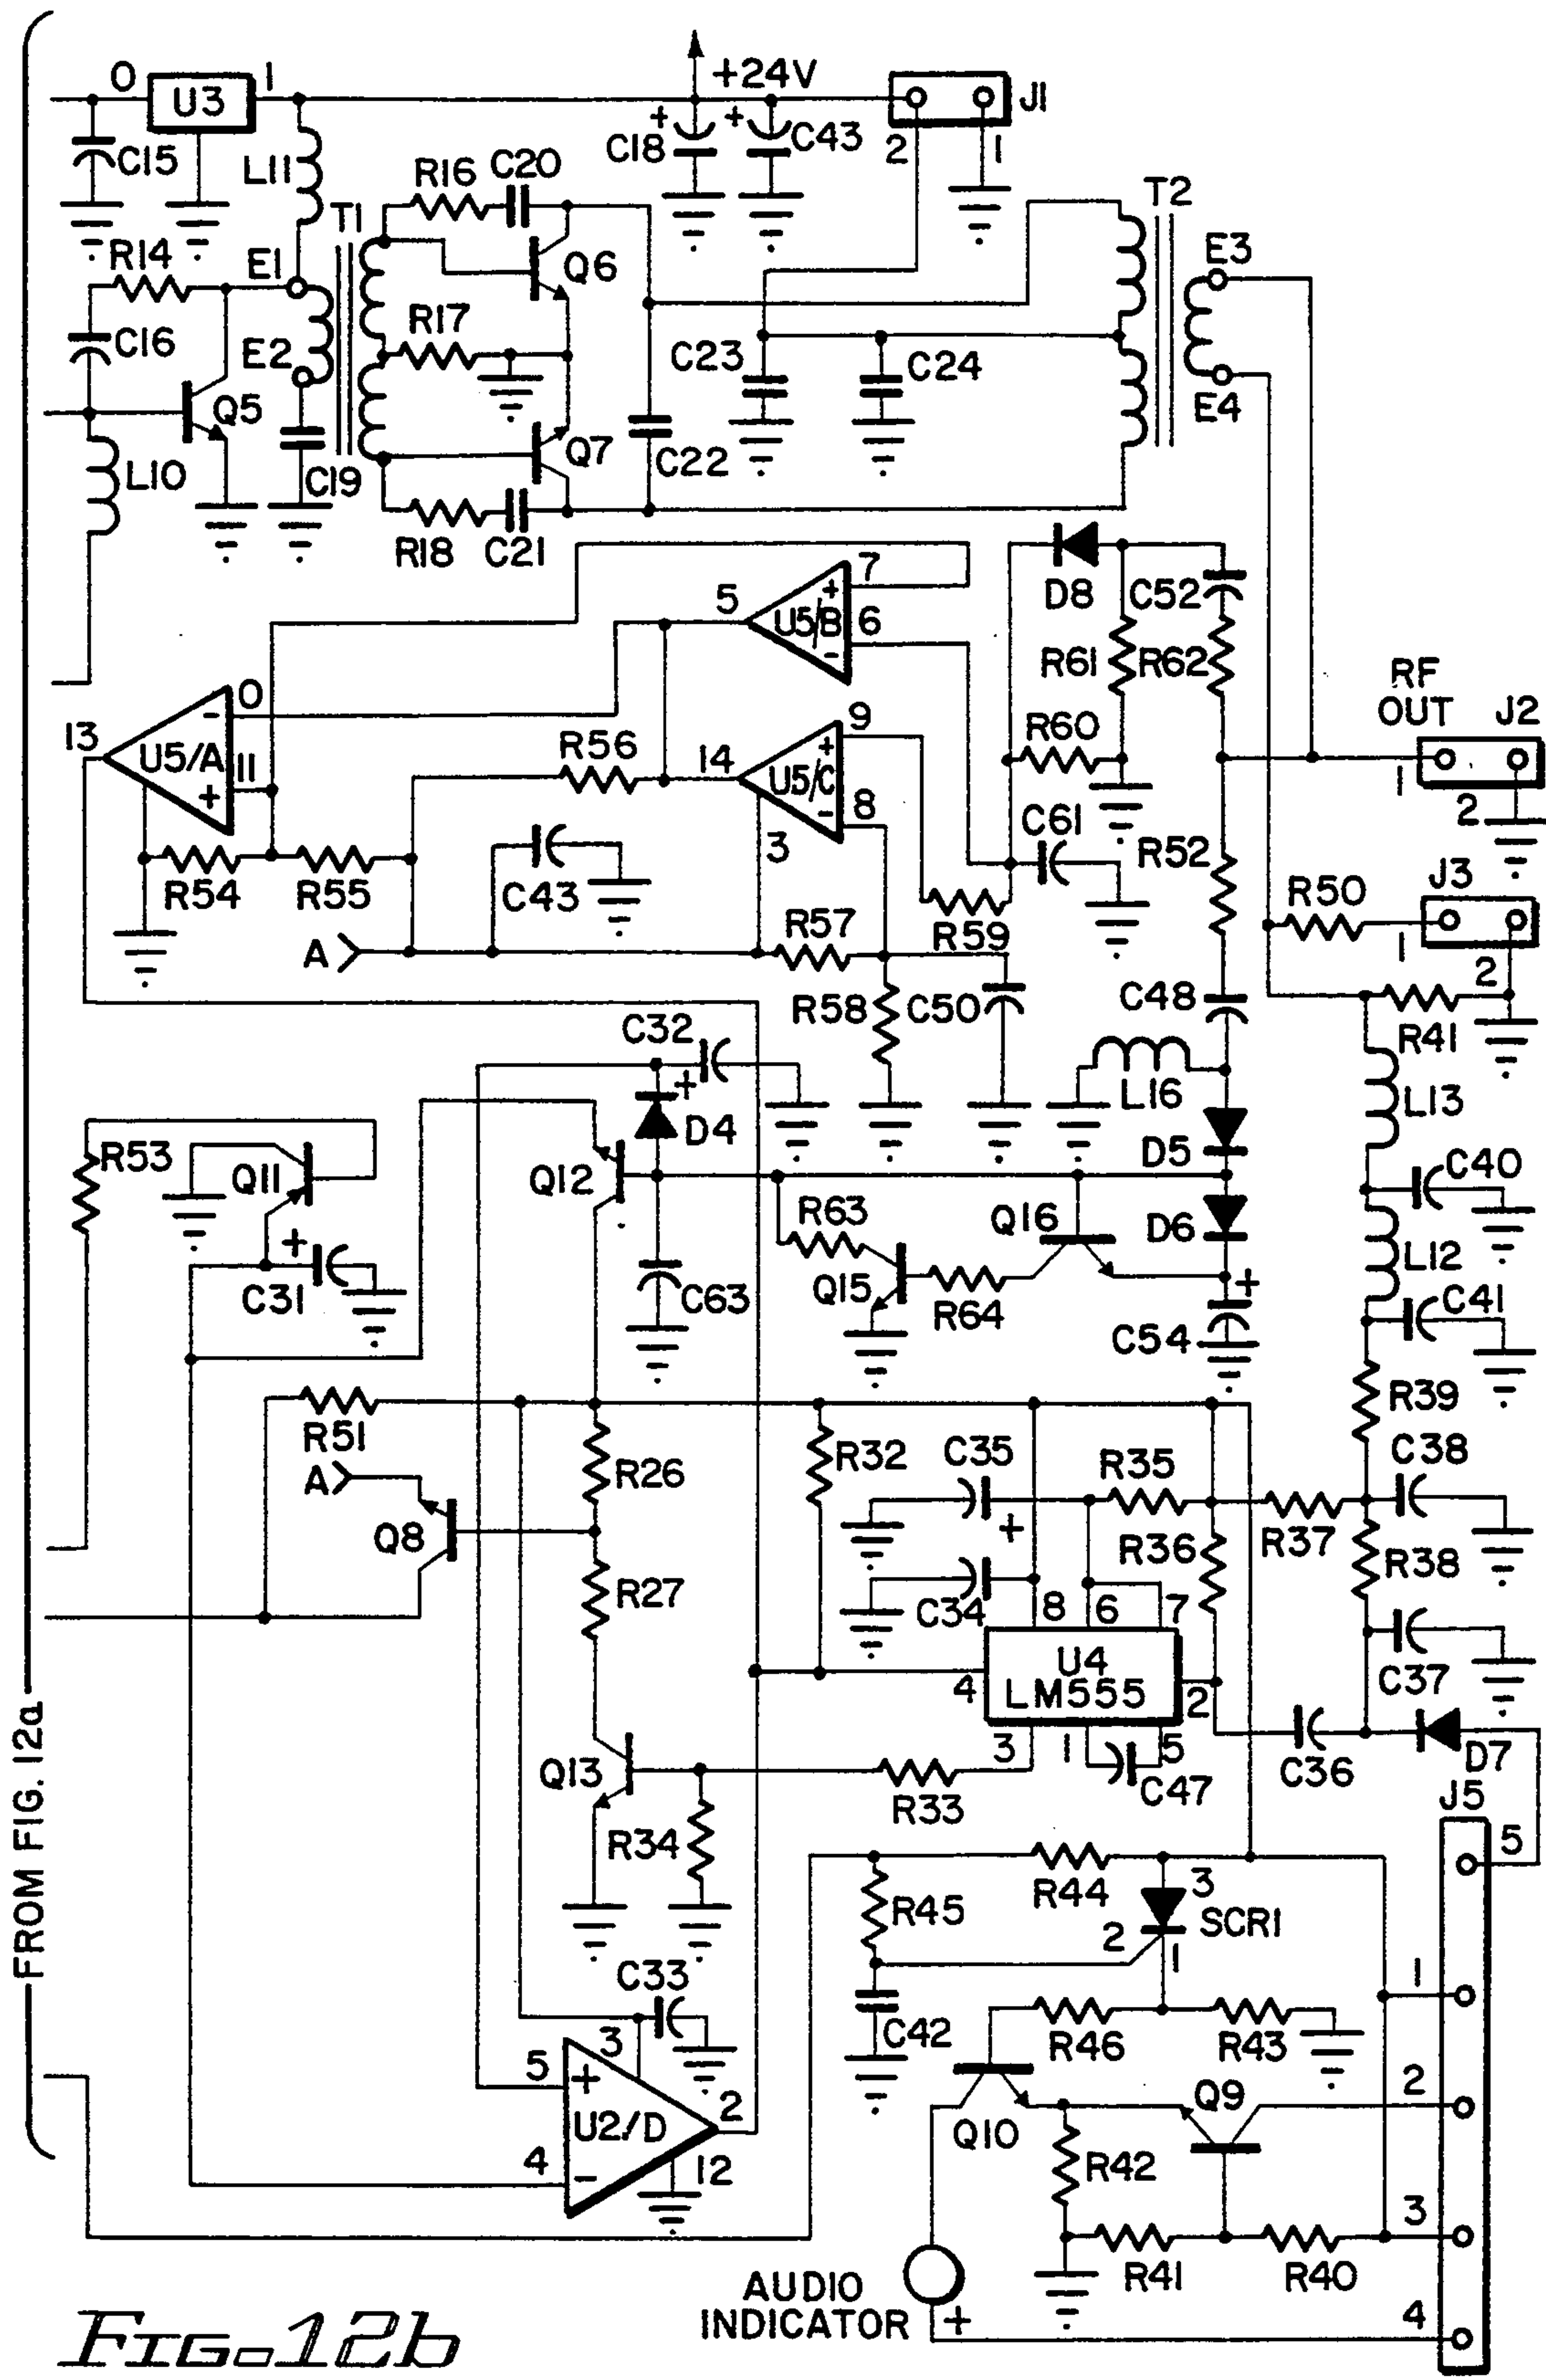 0 U3 1 +24V J1
C15 L11 R16 C20 C18 + + C43 2 1
T1 T2
R14 E1 Q6 E3
C16 E2 R17 C23 C24 E4
Q5 Q7 C22
L10 C19
R18 C21
D8 C52
5 U5/B + 7 6 -
R61 R62
RF
OUT J2
13 U5/A - 0 11 +
R56 14 U5/C + 9 8 - 3
R60 1 2
C61 R52 J3
R54 R55 C43 R50
A R57 R59 1 2
R58 C50 C48 R41
C32 + L16 L13
R53 Q11 Q12 D4 D5 C40
R63 Q16 D6 L12
+ C31 C63 Q15 R64 C54 + C41
R51 R39
A R26 R32 C35 + R35 C38
Q8 R36 R37 R38
R27 C34 8 6 7
U4
LM555
4 2 C37
Q13 3 1 5 C47 C36 D7
R33 J5
R34 5
R44 3
R45 SCR1
2 1
FROM FIG. 12a
C33 1
3 C42 R46 R43
5 + U2/D 2 2
Q10 Q9
4 - 12 R42
3
R41 R40
AUDIO
INDICATOR + 4
FIG. 12b